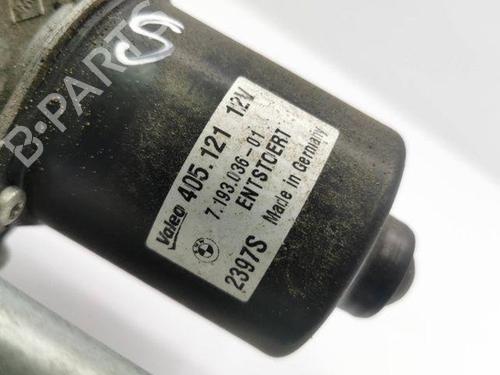 B-PARTS
Valeo 405 121 12V
7.193.036-01
ENTSTOERT
2397S Made in Germany